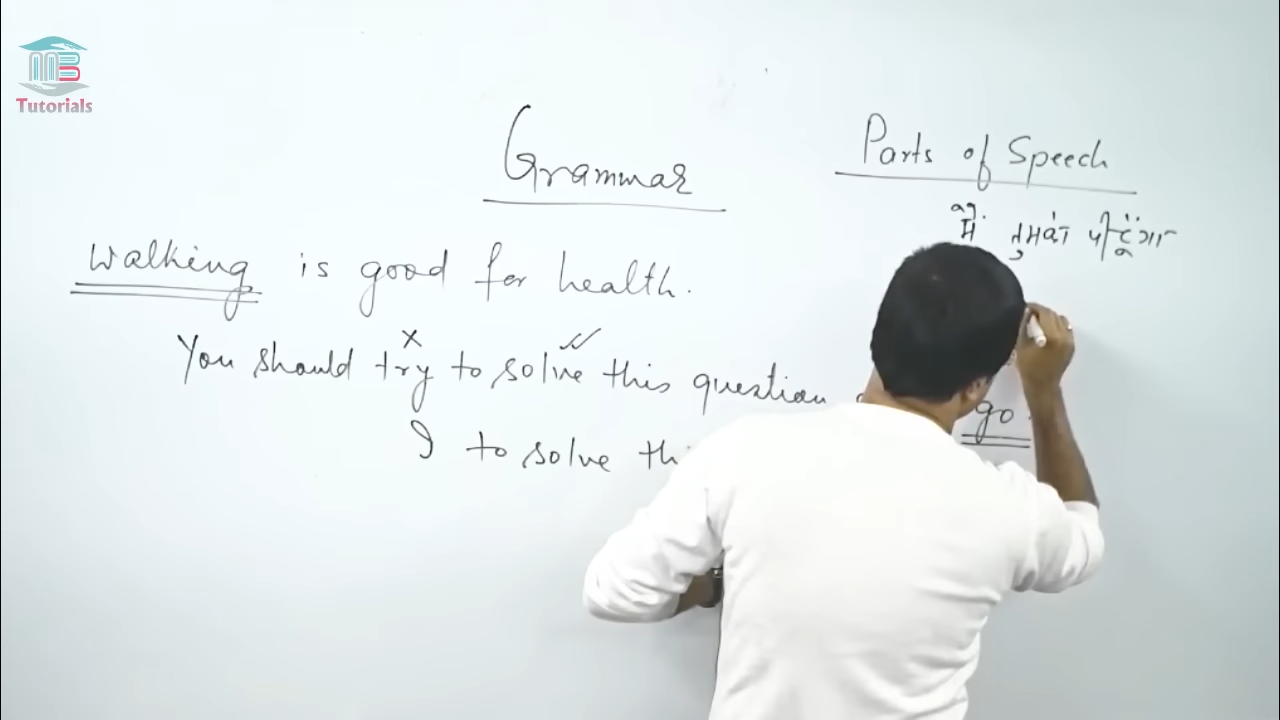 Tutorials
Grammar
Parts of Speech
Walking is good for health.
You should try to solve this question
go.
I to solve thi